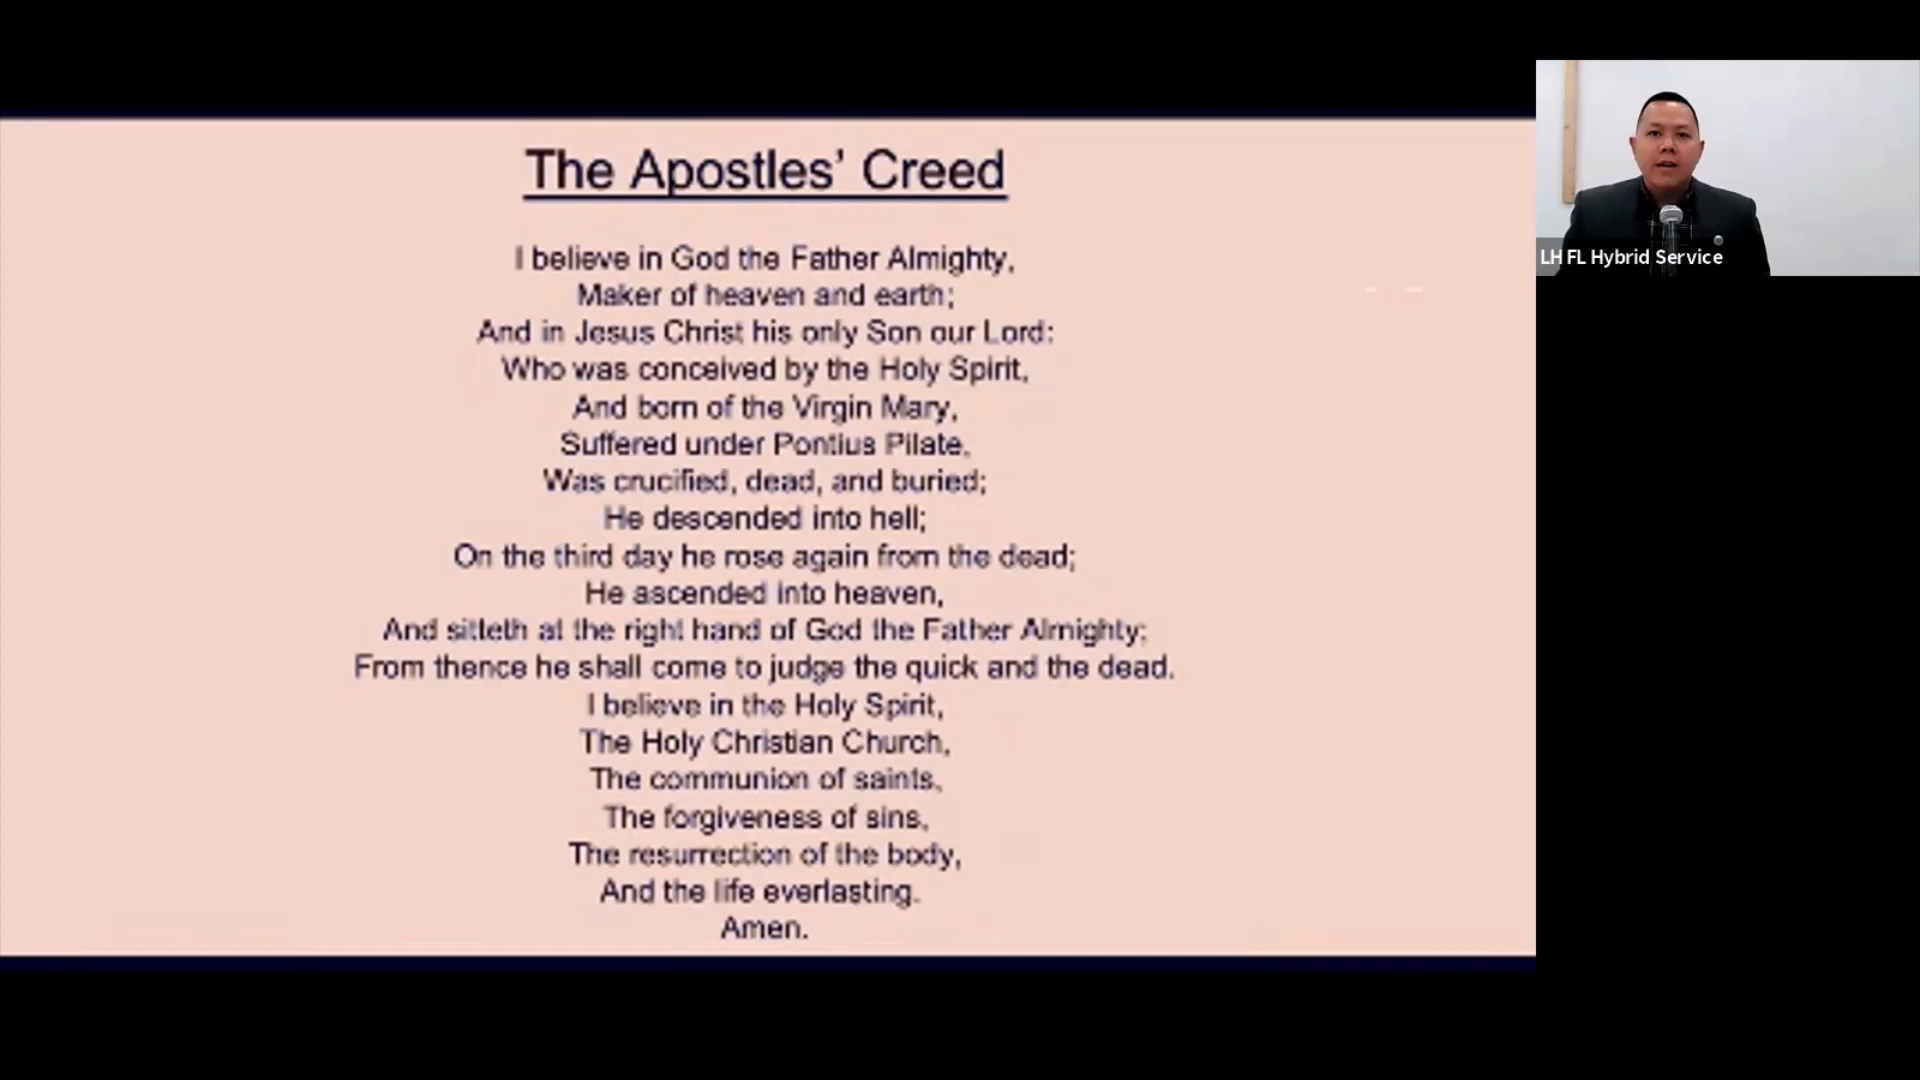 The Apostles’ Creed
I believe in God the Father Almighty,
Maker of heaven and earth;
And in Jesus Christ his only Son our Lord:
Who was conceived by the Holy Spirit,
And born of the Virgin Mary,
Suffered under Pontius Pilate,
Was crucified, dead, and buried;
He descended into hell;
On the third day he rose again from the dead;
He ascended into heaven,
And sitteth at the right hand of God the Father Almighty;
From thence he shall come to judge the quick and the dead.
I believe in the Holy Spirit,
The Holy Christian Church,
The communion of saints,
The forgiveness of sins,
The resurrection of the body,
And the life everlasting.
Amen.
LH FL Hybrid Service